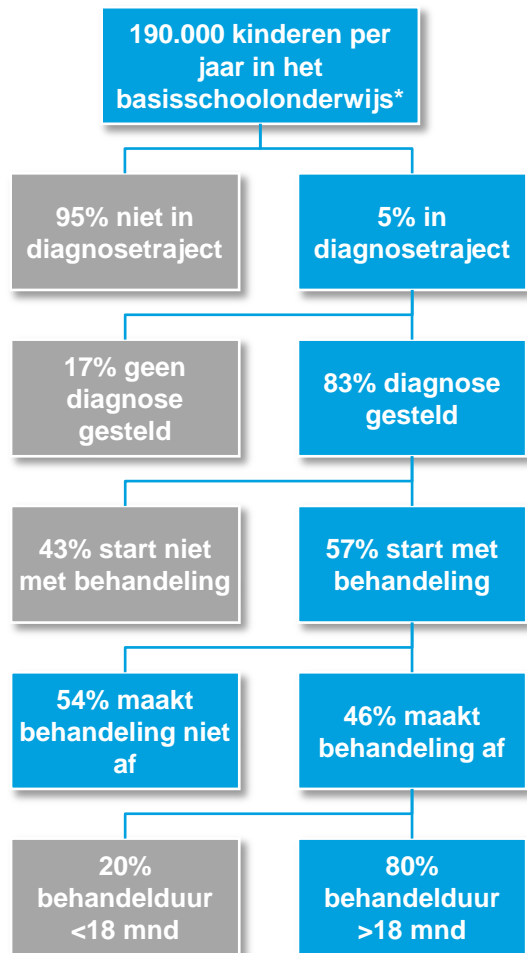 190.000 kinderen per
jaar in het
basisschoolonderwijs*
95% niet in
diagnosetraject
5% in
diagnosetraject
17% geen
diagnose
gesteld
83% diagnose
gesteld
43% start niet
met behandeling
57% start met
behandeling
54% maakt
behandeling niet
af
46% maakt
behandeling af
20%
behandelduur
<18 mnd
80%
behandelduur
>18 mnd